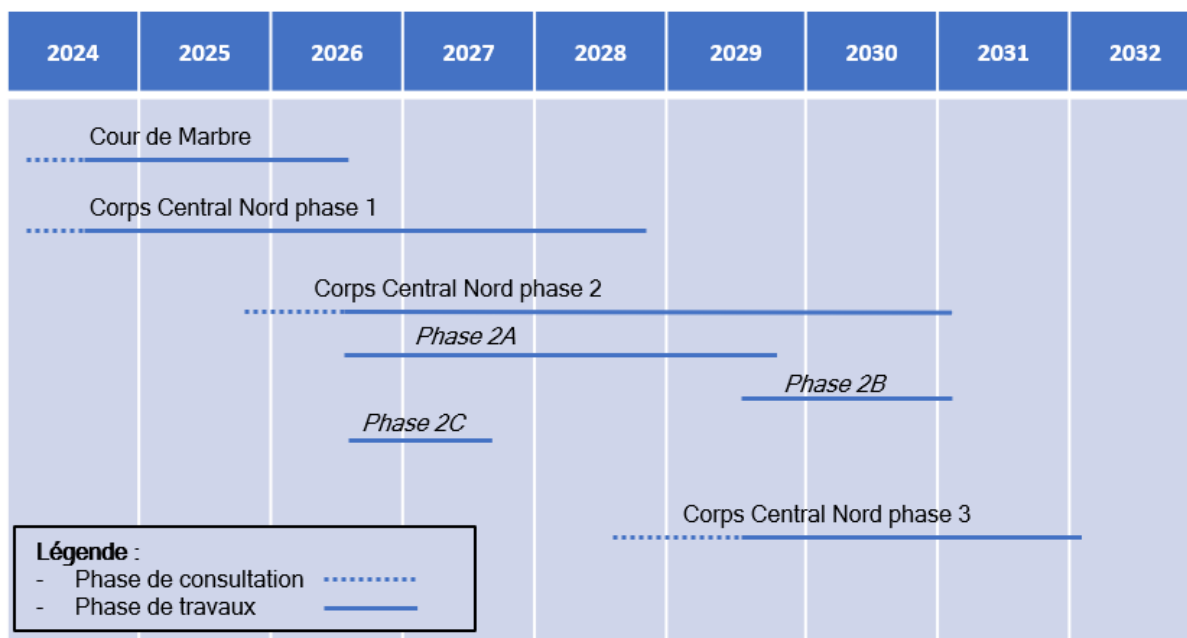 2024 2025 2026 2027 2028 2029 2030 2031 2032
Cour de Marbre
Corps Central Nord phase 1
Corps Central Nord phase 2
Phase 2A
Phase 2B
Phase 2C
Corps Central Nord phase 3
Légende :
- Phase de consultation
- Phase de travaux